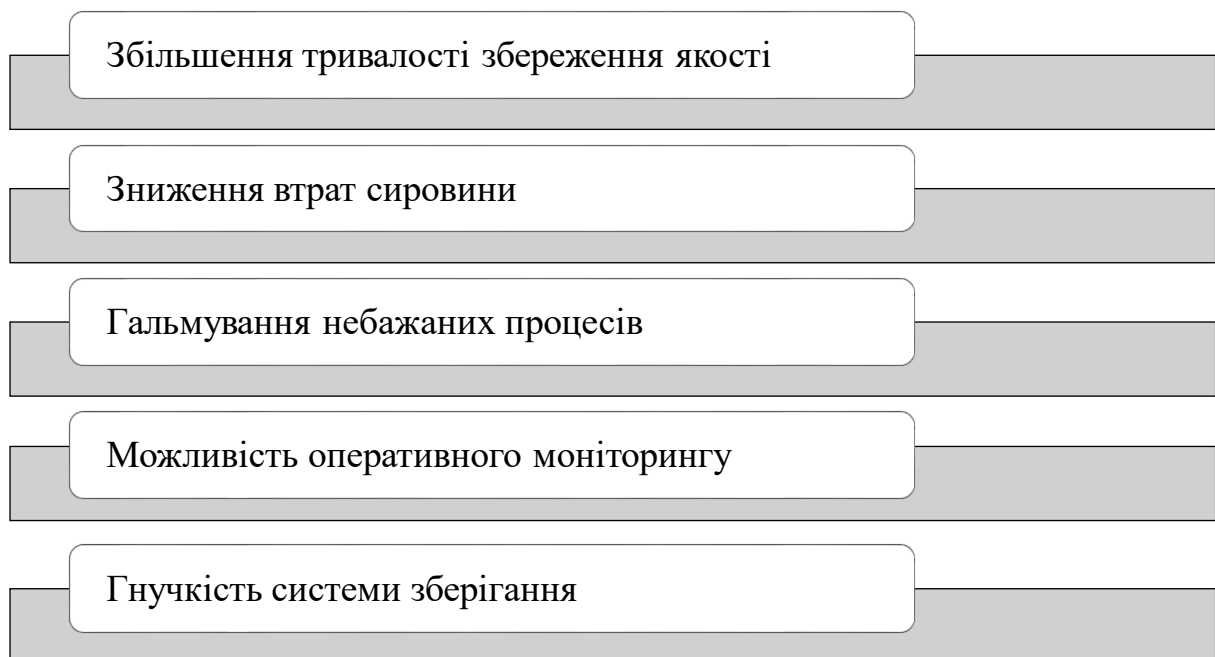 Збільшення тривалості збереження якості
Зниження втрат сировини
Гальмування небажаних процесів
Можливість оперативного моніторингу
Гнучкість системи зберігання